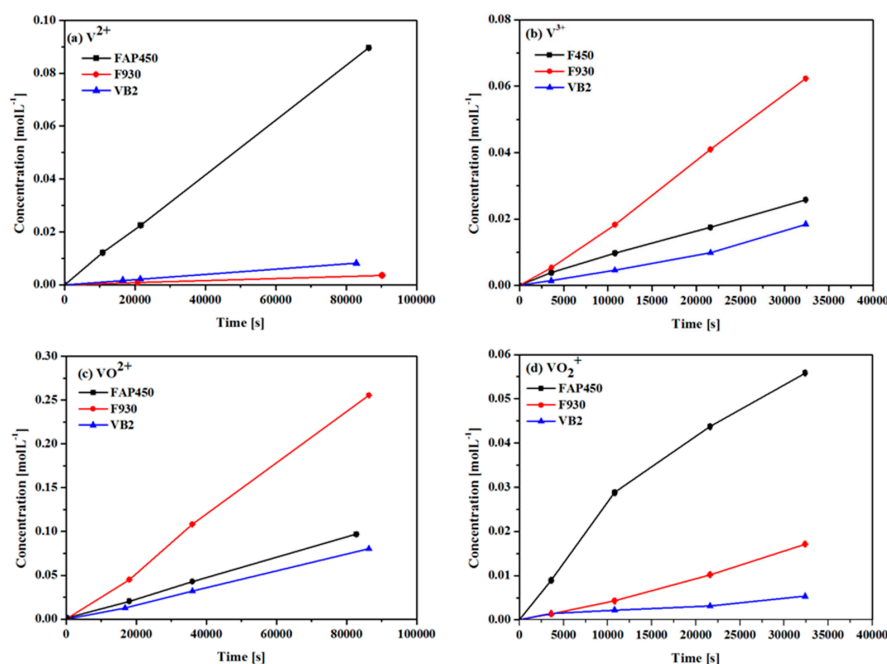 (a) V²⁺
FAP450
F930
VB2
Concentration [molL⁻¹]
0.10
0.08
0.06
0.04
0.02
0.00
0 20000 40000 60000 80000 100000
Time [s]
(b) V³⁺
F450
F930
VB2
Concentration [molL⁻¹]
0.08
0.06
0.04
0.02
0.00
0 5000 10000 15000 20000 25000 30000 35000 40000
Time [s]
(c) VO²⁺
FAP450
F930
VB2
Concentration [molL⁻¹]
0.30
0.25
0.20
0.15
0.10
0.05
0.00
0 20000 40000 60000 80000 100000
Time [s]
(d) VO₂⁺
FAP450
F930
VB2
Concentration [molL⁻¹]
0.06
0.05
0.04
0.03
0.02
0.01
0.00
0 5000 10000 15000 20000 25000 30000 35000 40000
Time [s]